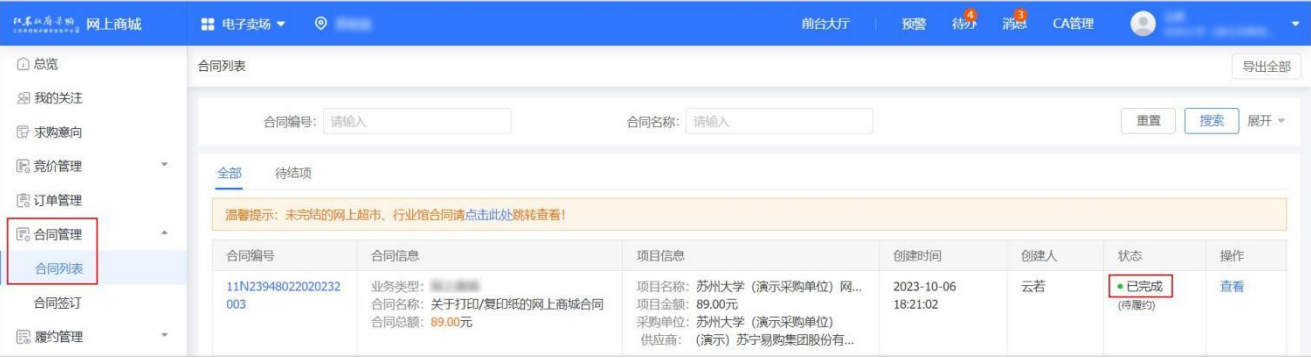 网上商城 电子卖场 前台大厅 预警 待办 4 消息 3 CA管理
总览
我的关注
求购意向
竞价管理
订单管理
合同管理
合同列表
合同签订
履约管理
合同列表 导出全部
合同编号： 请输入 合同名称： 请输入 重置 搜索 展开
全部 待结项
温馨提示：未完结的网上超市、行业馆合同请点击此处跳转查看！
合同编号 合同信息 项目信息 创建时间 创建人 状态 操作
11N23948022020232
003
业务类型：
合同名称：关于打印/复印纸的网上商城合同
合同总额：89.00元
项目名称：苏州大学（演示采购单位）网...
项目金额：89.00元
采购单位：苏州大学（演示采购单位）
供应商：（演示）苏宁易购集团股份有...
2023-10-06
18:21:02
云若
已完成
(待履约)
查看